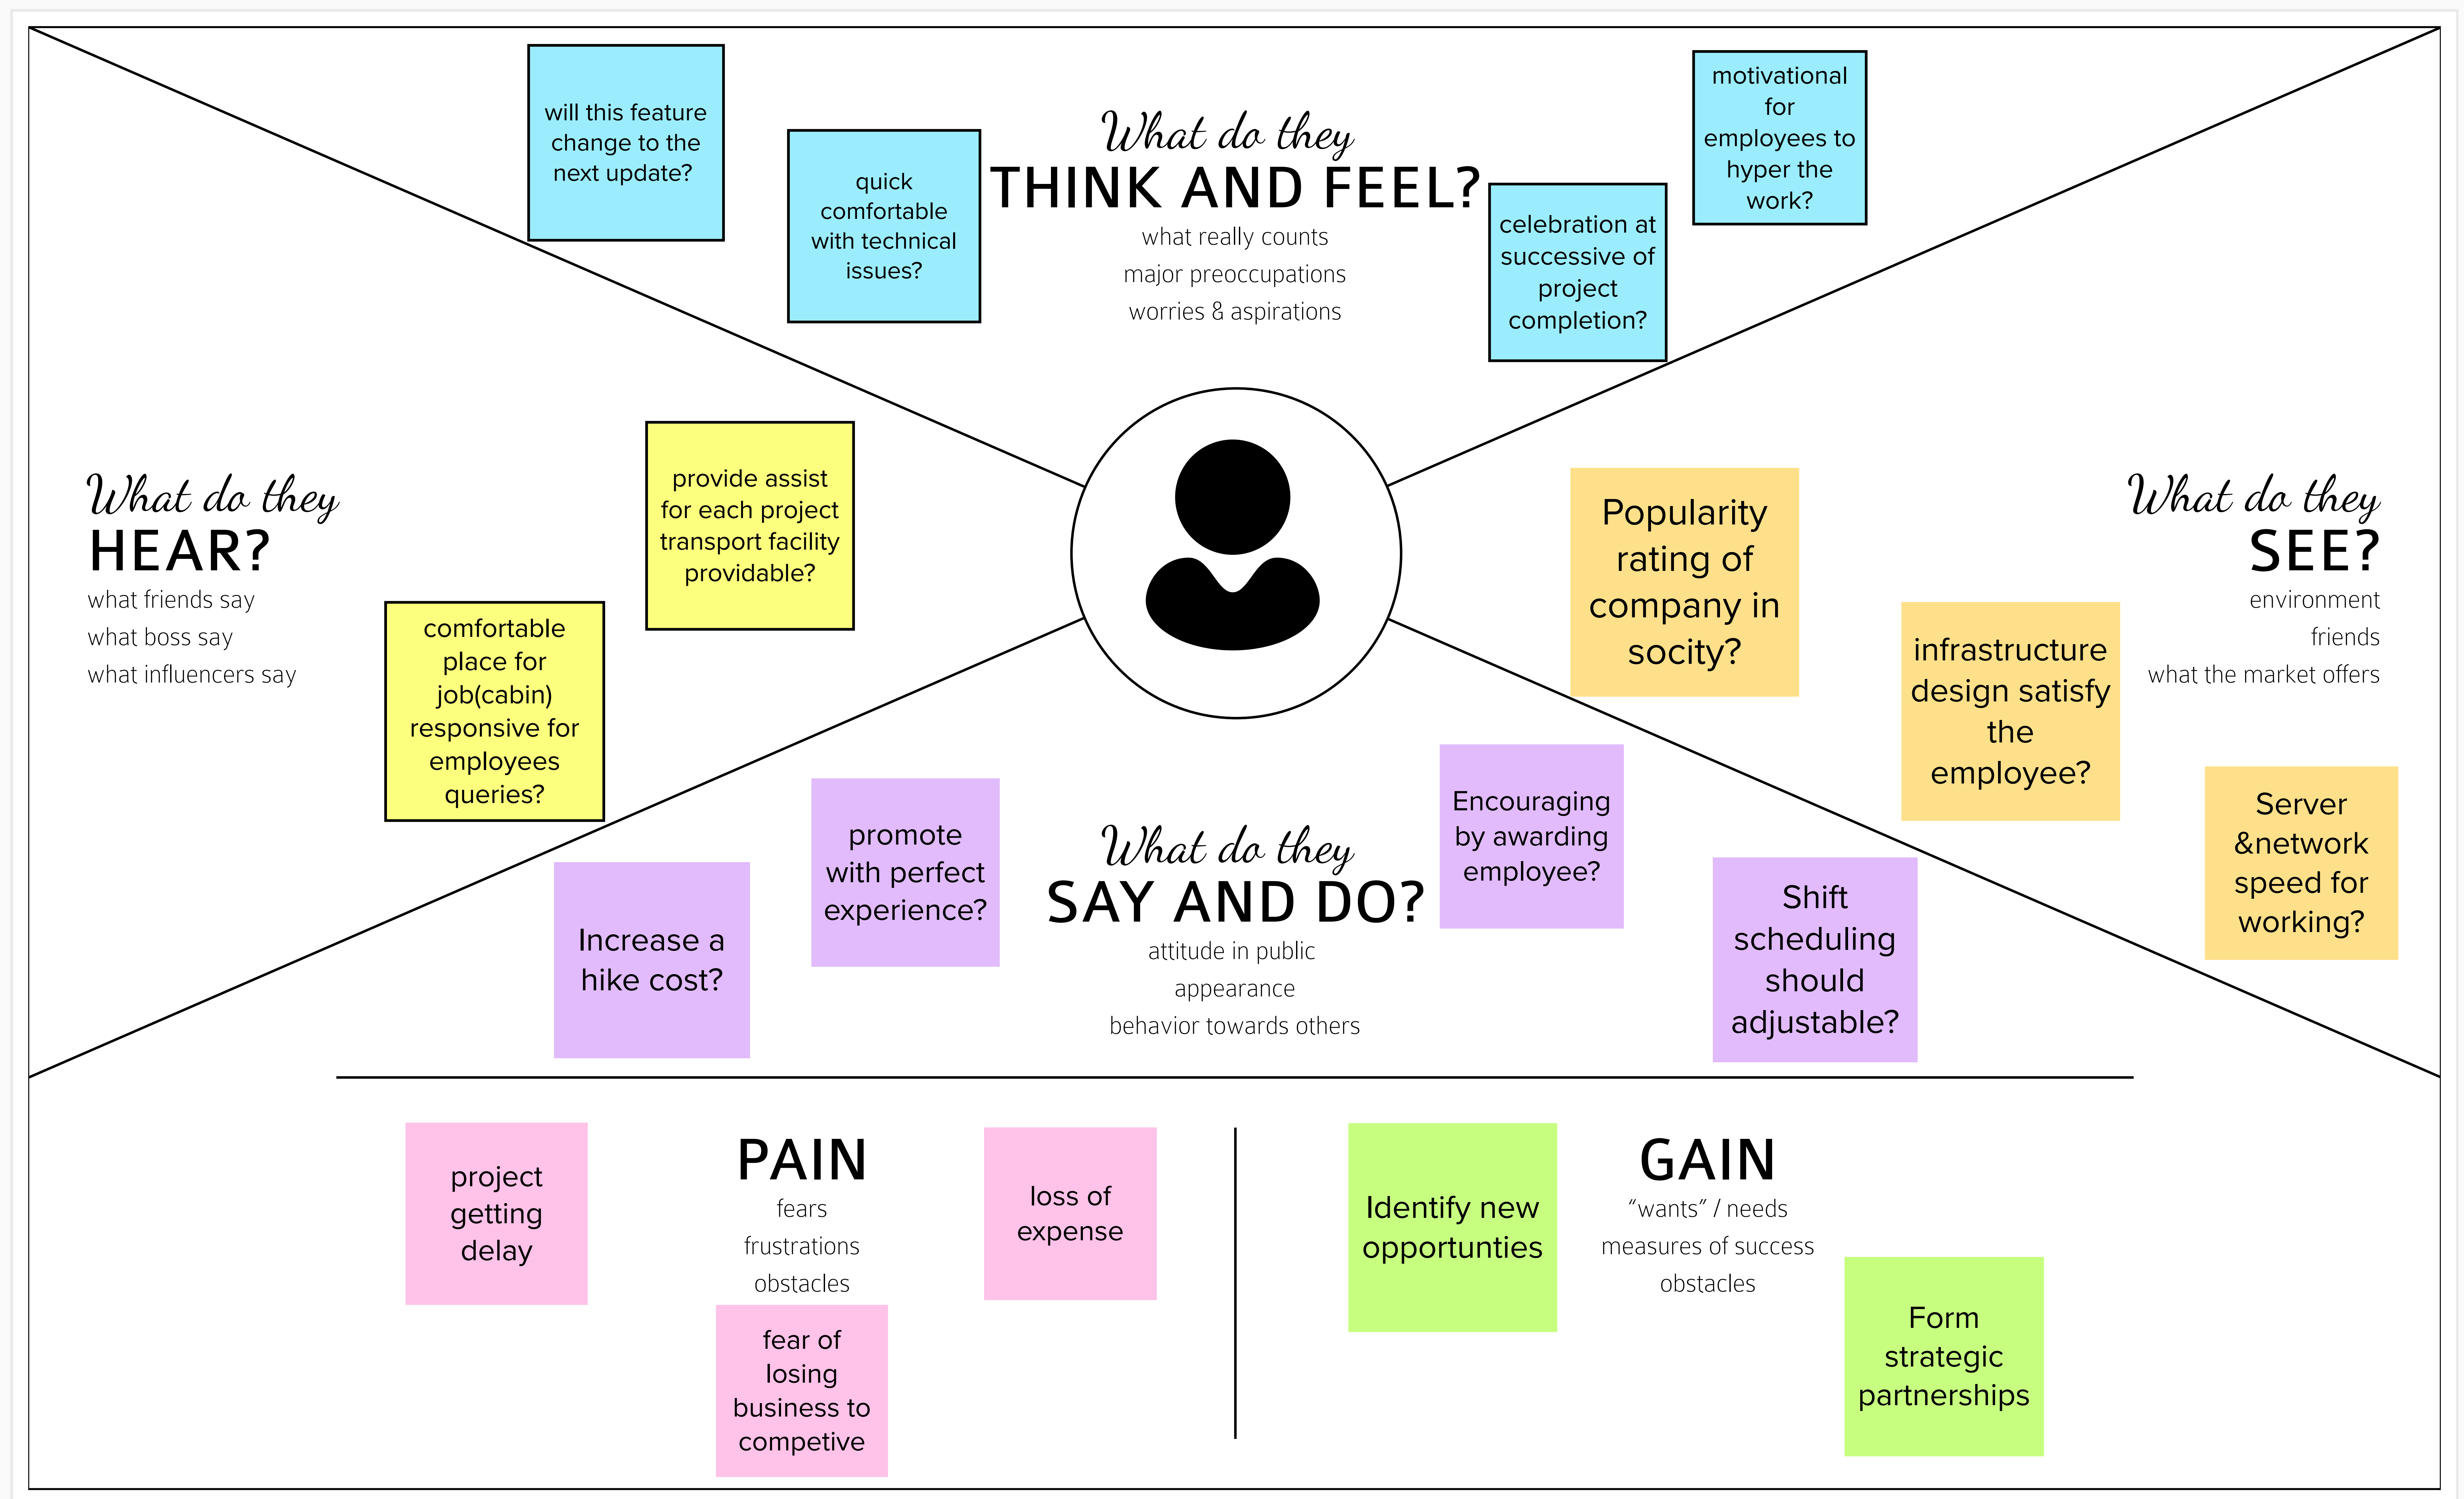 will this feature
change to the
next update?
quick
comfortable
with technical
issues?
What do they
THINK AND FEEL?
what really counts
major preoccupations
worries & aspirations
celebration at
successive of
project
completion?
motivational
for
employees to
hyper the
work?
What do they
HEAR?
what friends say
what boss say
what influencers say
provide assist
for each project
transport facility
providable?
comfortable
place for
job(cabin)
responsive for
employees
queries?
Popularity
rating of
company in
socity?
What do they
SEE?
environment
friends
what the market offers
infrastructure
design satisfy
the
employee?
Server
&network
speed for
working?
Increase a
hike cost?
promote
with perfect
experience?
What do they
SAY AND DO?
attitude in public
appearance
behavior towards others
Encouraging
by awarding
employee?
Shift
scheduling
should
adjustable?
project
getting
delay
PAIN
fears
frustrations
obstacles
loss of
expense
fear of
losing
business to
competive
Identify new
opportunties
GAIN
“wants” / needs
measures of success
obstacles
Form
strategic
partnerships